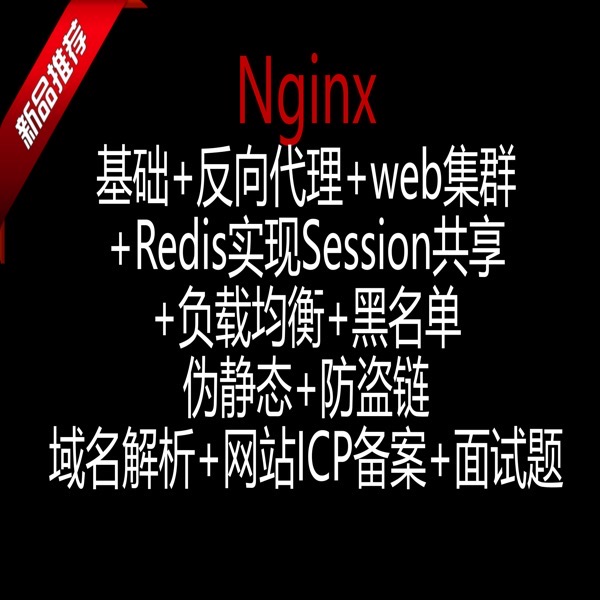 新品推荐
Nginx
基础+反向代理+web集群
+Redis实现Session共享
+负载均衡+黑名单
伪静态+防盗链
域名解析+网站ICP备案+面试题